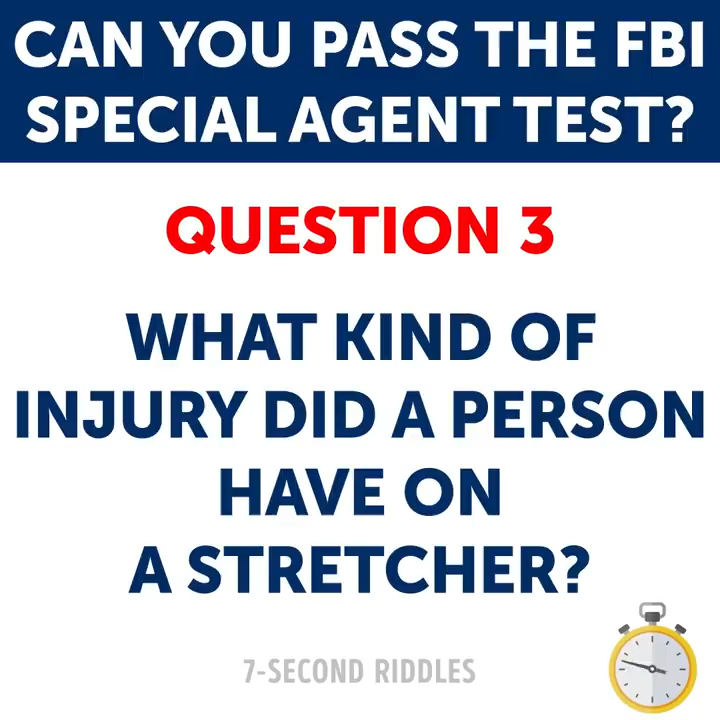 CAN YOU PASS THE FBI
SPECIAL AGENT TEST?
QUESTION 3
WHAT KIND OF
INJURY DID A PERSON
HAVE ON
A STRETCHER?
7-SECOND RIDDLES